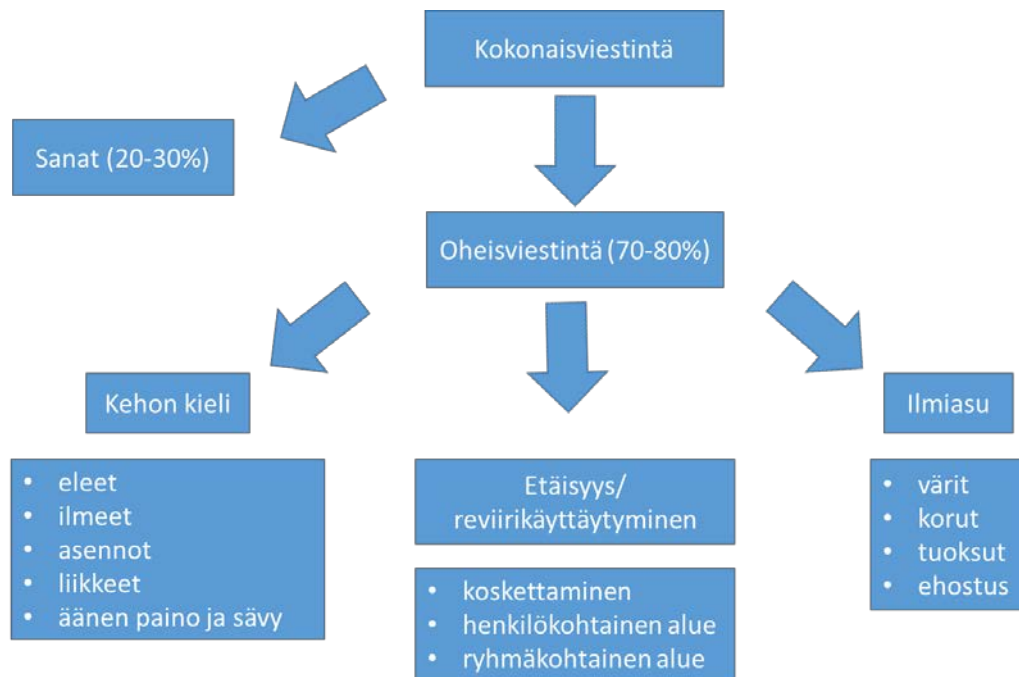 Kokonaisviestintä
Sanat (20-30%)
Oheisviestintä (70-80%)
Kehon kieli
• eleet
• ilmeet
• asennot
• liikkeet
• äänen paino ja sävy
Etäisyys/
reviirikäyttäytyminen
• koskettaminen
• henkilökohtainen alue
• ryhmäkohtainen alue
Ilmiasu
• värit
• korut
• tuoksut
• ehostus